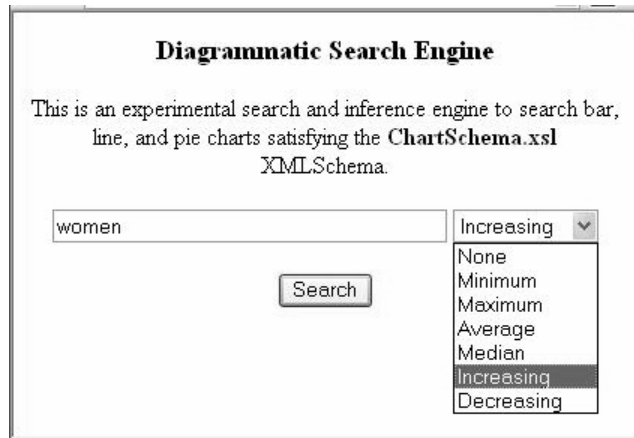 Diagrammatic Search Engine
This is an experimental search and inference engine to search bar,
line, and pie charts satisfying the ChartSchema.xsl
XMLSchema.
women Increasing
None
Search Minimum
Maximum
Average
Median
Increasing
Decreasing